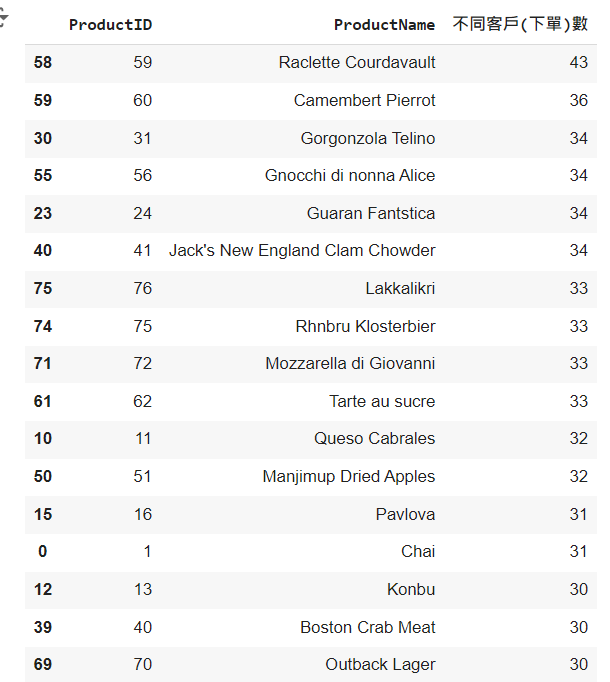 ProductID ProductName 不同客戶(下單)數
58 59 Raclette Courdavault 43
59 60 Camembert Pierrot 36
30 31 Gorgonzola Telino 34
55 56 Gnocchi di nonna Alice 34
23 24 Guaran Fantstica 34
40 41 Jack's New England Clam Chowder 34
75 76 Lakkalikri 33
74 75 Rhnbru Klosterbier 33
71 72 Mozzarella di Giovanni 33
61 62 Tarte au sucre 33
10 11 Queso Cabrales 32
50 51 Manjimup Dried Apples 32
15 16 Pavlova 31
0 1 Chai 31
12 13 Konbu 30
39 40 Boston Crab Meat 30
69 70 Outback Lager 30